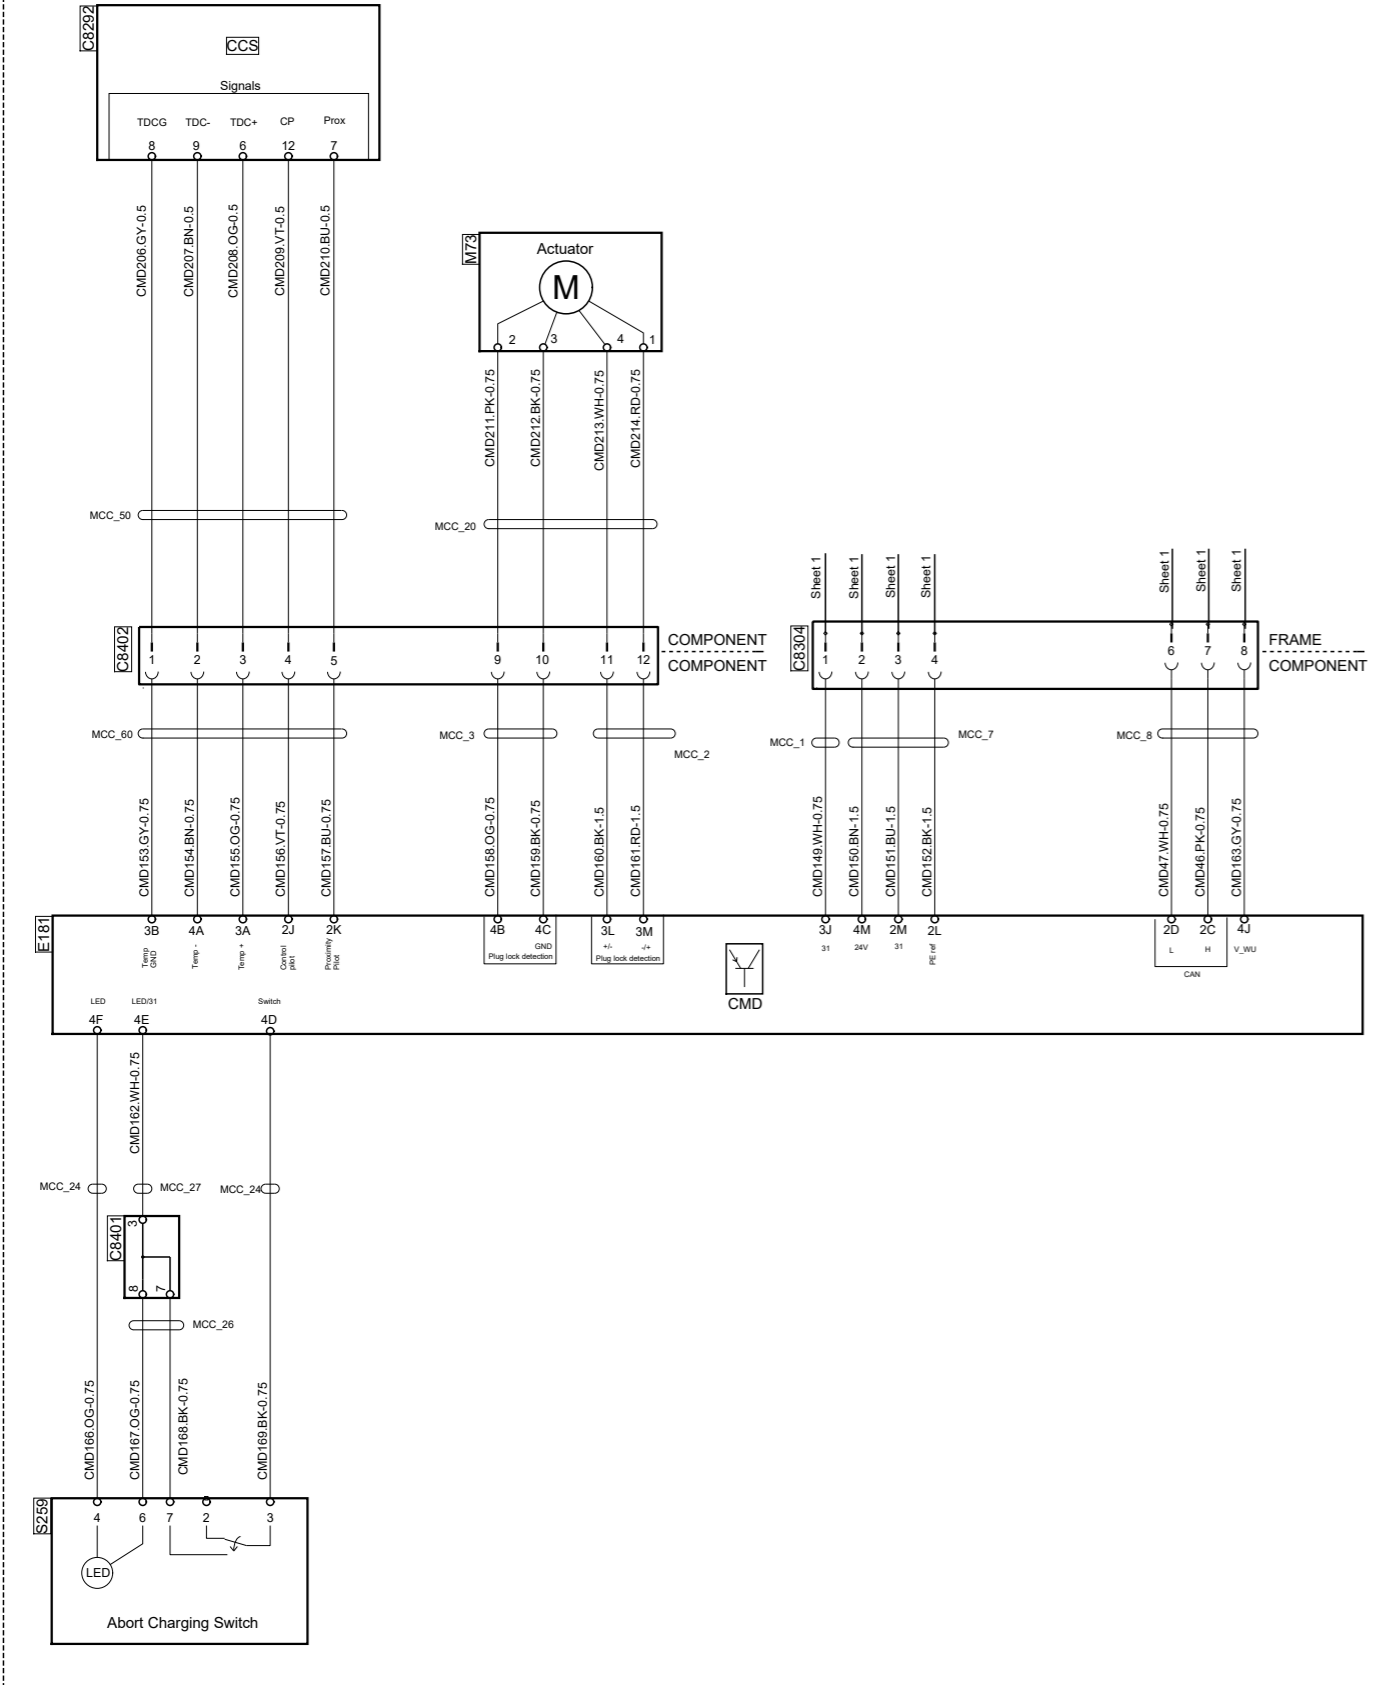 C8292
CCS
Signals
TDCG TDC- TDC+ CP Prox
8 9 6 12 7
CMD206.GY-0.5
CMD207.BN-0.5
CMD208.OG-0.5
CMD209.VT-0.5
CMD210.BU-0.5
M73
Actuator
M
2 3 4 1
CMD211.PK-0.75
CMD212.BK-0.75
CMD213.WH-0.75
CMD214.RD-0.75
MCC_50
MCC_20
Sheet 1
Sheet 1
Sheet 1
Sheet 1
Sheet 1
Sheet 1
Sheet 1
C8402
1 2 3 4 5 9 10 11 12
COMPONENT
COMPONENT
C8304
1 2 3 4 6 7 8
FRAME
COMPONENT
MCC_60
MCC_3
MCC_2
MCC_1
MCC_7
MCC_8
CMD153.GY-0.75
CMD154.BN-0.75
CMD155.OG-0.75
CMD156.VT-0.75
CMD157.BU-0.75
CMD158.OG-0.75
CMD159.BK-0.75
CMD160.BK-1.5
CMD161.RD-1.5
CMD149.WH-0.75
CMD150.BN-1.5
CMD151.BU-1.5
CMD152.BK-1.5
CMD47.WH-0.75
CMD46.PK-0.75
CMD163.GY-0.75
E181
3B 4A 3A 2J 2K 4B 4C 3L 3M 3J 4M 2M 2L 2D 2C 4J
Temp
GND
Temp -
Temp +
Control
pilot
Proximity
Pilot
GND
Plug lock detection
+/- -/+
Plug lock detection
31 24V 31
PE ref
L H V_WU
CAN
CMD
LED LED/31 Switch
4F 4E 4D
CMD162.WH-0.75
MCC_24
MCC_27
MCC_24
C8401
3
8 7
MCC_26
CMD166.OG-0.75
CMD167.OG-0.75
CMD168.BK-0.75
CMD169.BK-0.75
S259
4 6 7 2 3
LED
Abort Charging Switch